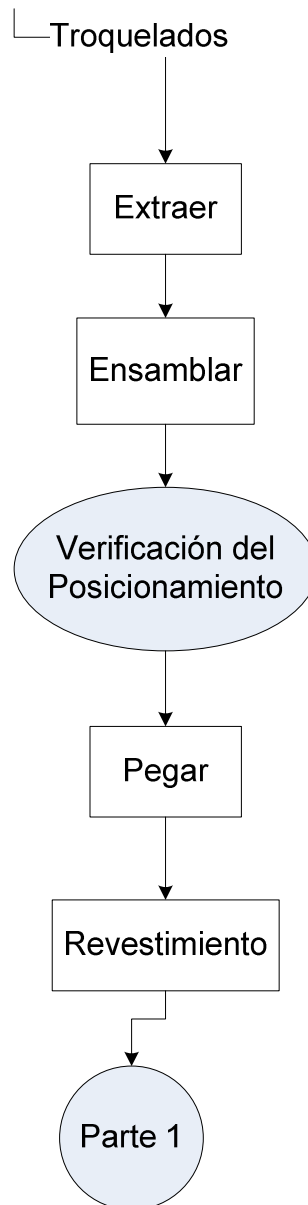 Troquelados
Extraer
Ensamblar
Verificación del
Posicionamiento
Pegar
Revestimiento
Parte 1